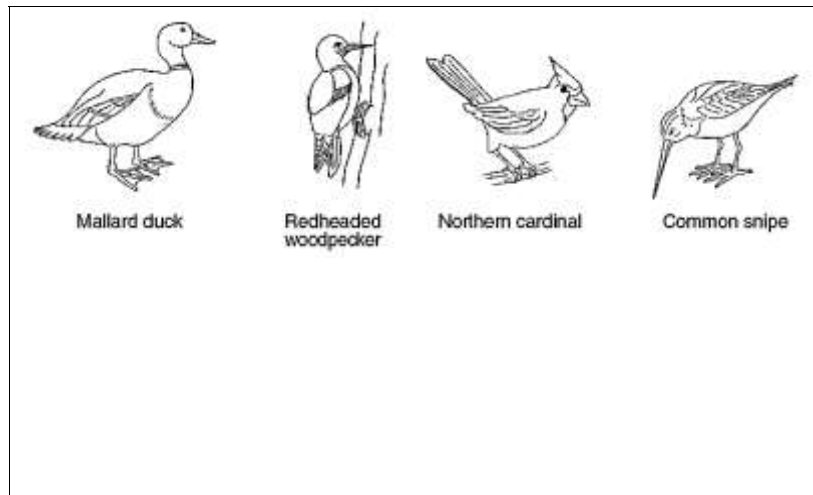 Mallard duck
Redheaded
woodpecker
Northern cardinal
Common snipe